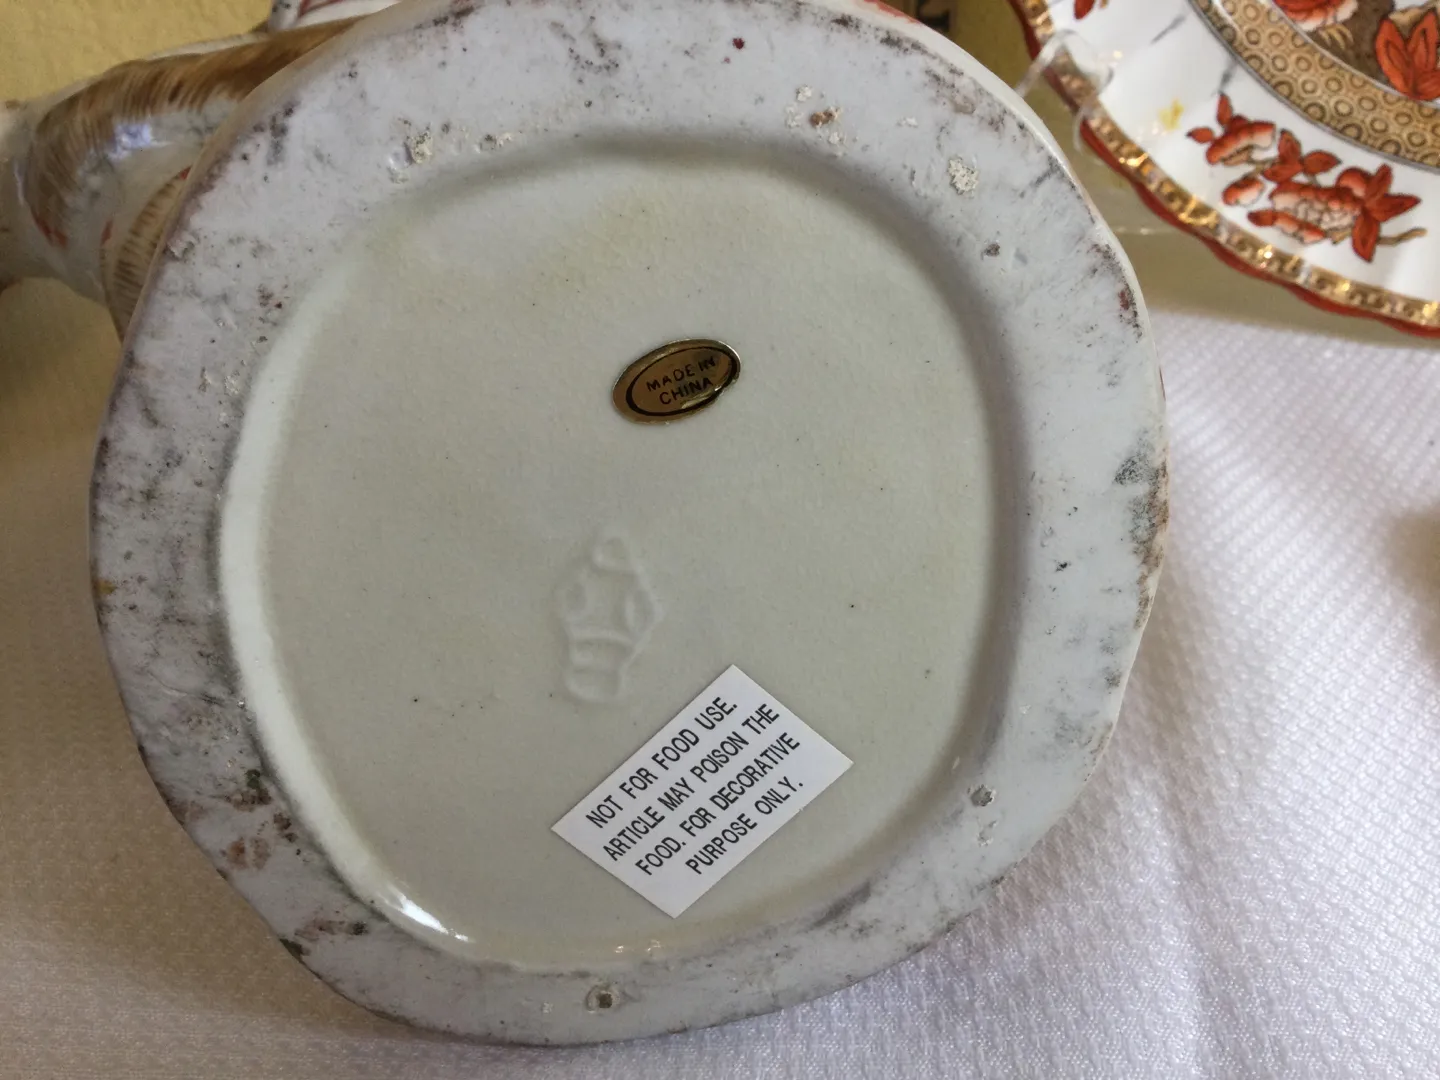 MADE IN
CHINA
NOT FOR FOOD USE.
ARTICLE MAY POISON THE
FOOD. FOR DECORATIVE
PURPOSE ONLY.